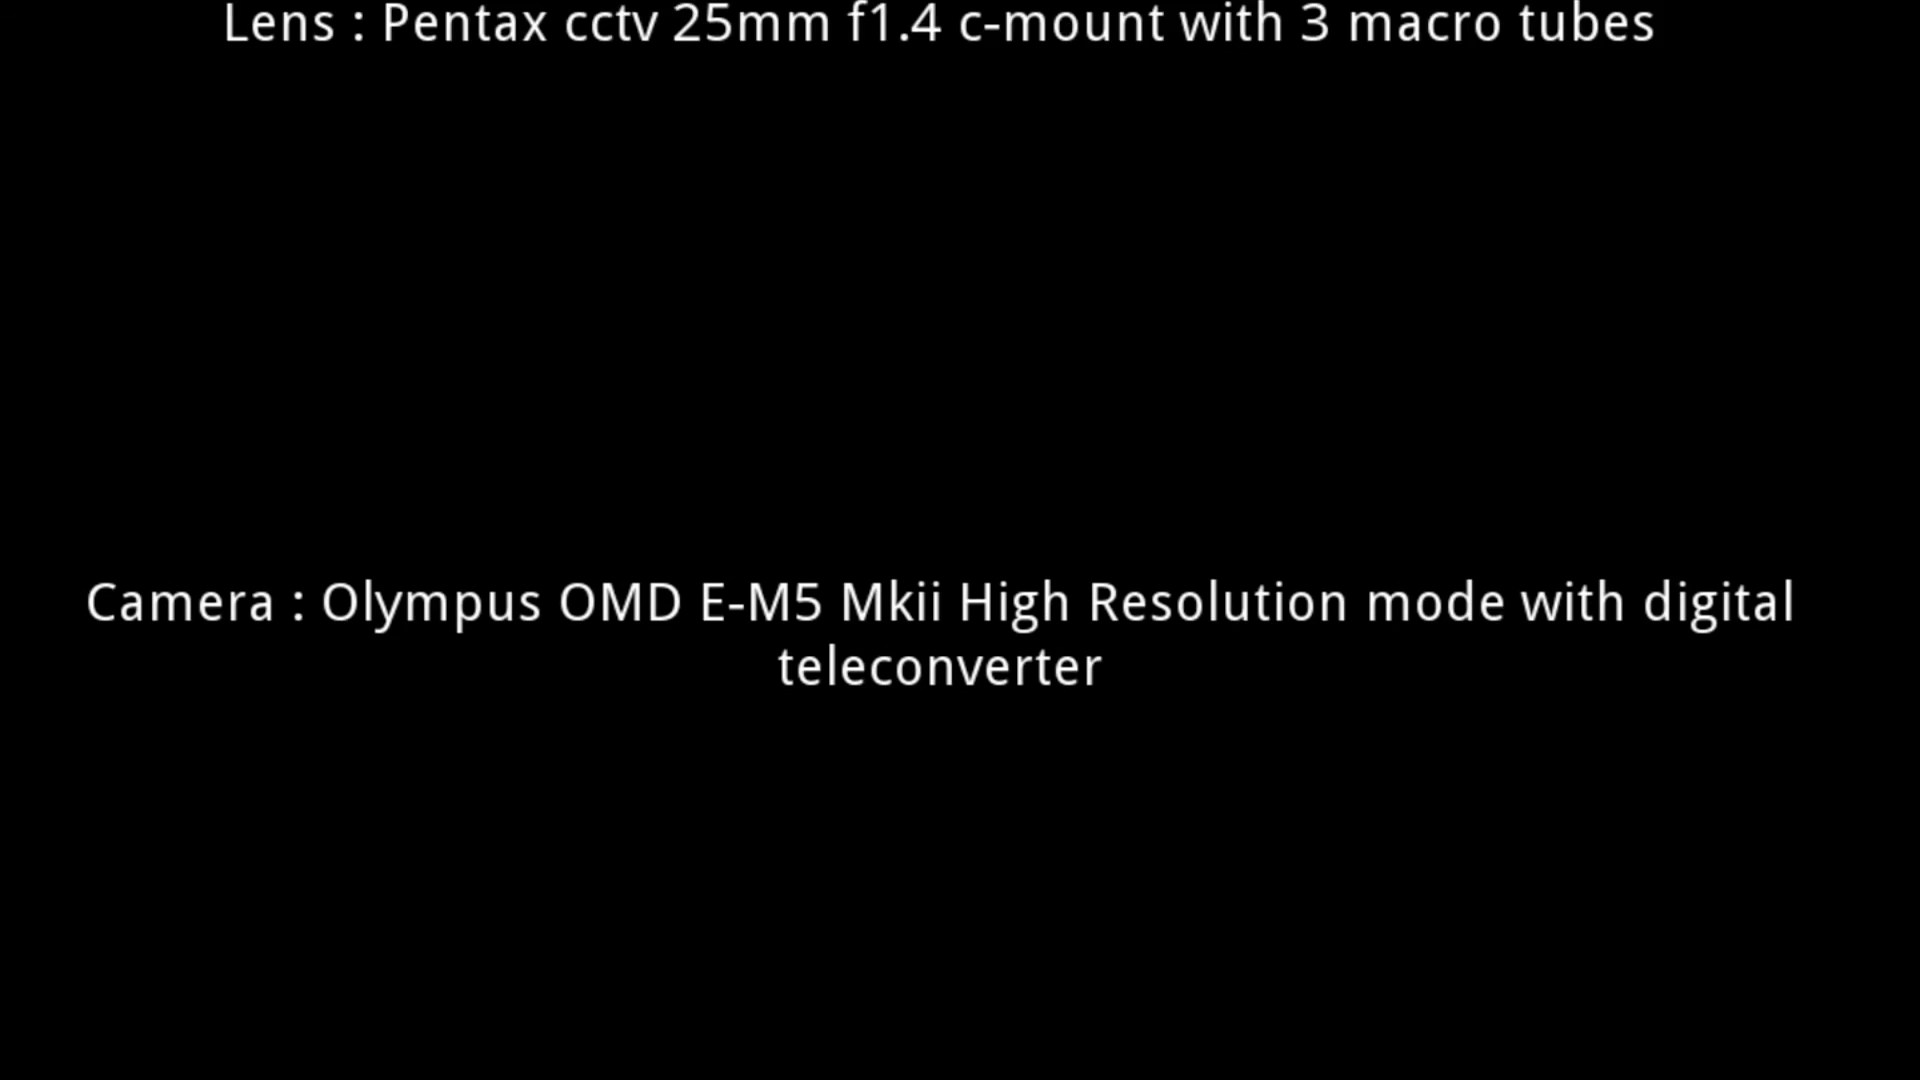 Lens : Pentax cctv 25mm f1.4 c-mount with 3 macro tubes
Camera : Olympus OMD E-M5 Mkii High Resolution mode with digital
teleconverter